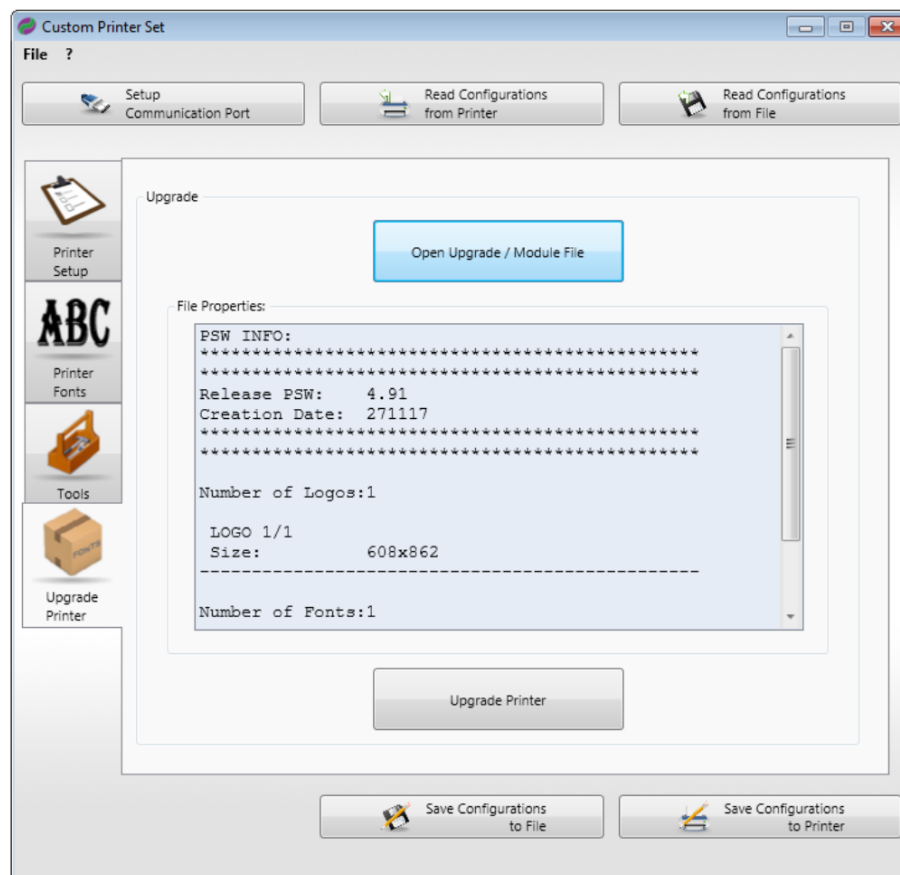 Custom Printer Set
File ?
Setup
Communication Port
Read Configurations
from Printer
Read Configurations
from File
Printer
Setup
ABC
Printer
Fonts
Tools
FONTS
Upgrade
Printer
Upgrade
Open Upgrade / Module File
File Properties:
PSW INFO:
************************************************
************************************************
Release PSW: 4.91
Creation Date: 271117
************************************************
************************************************
Number of Logos:1
LOGO 1/1
Size: 608x862
------------------------------------------------
Number of Fonts:1
Upgrade Printer
Save Configurations
to File
Save Configurations
to Printer